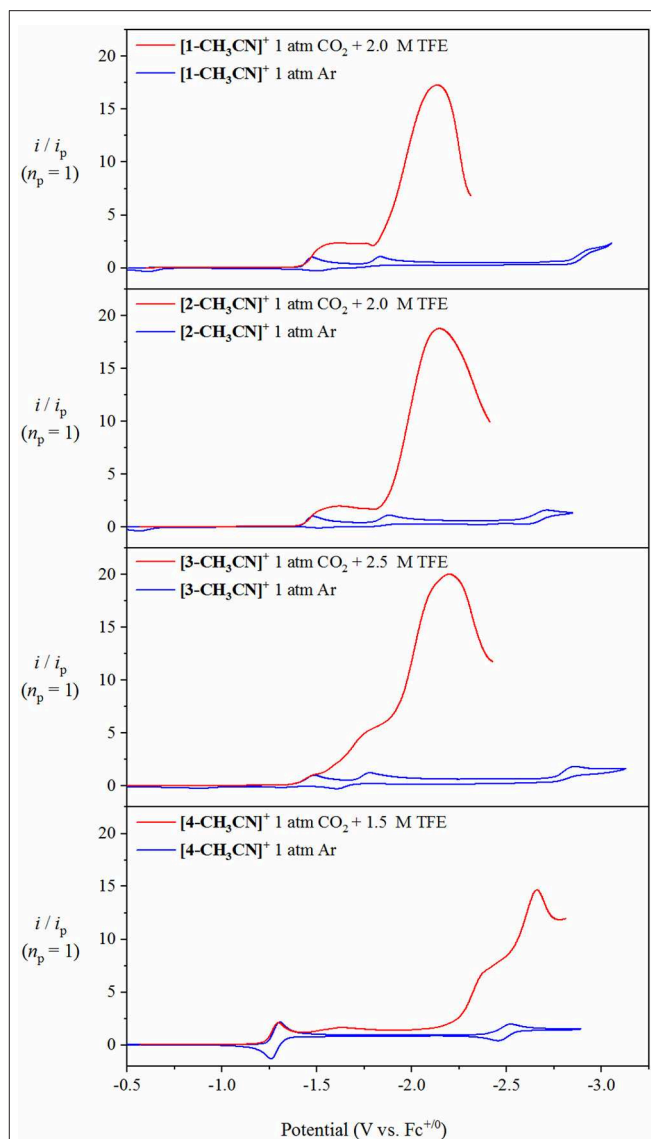 [1-CH₃CN]⁺ 1 atm CO₂ + 2.0 M TFE
[1-CH₃CN]⁺ 1 atm Ar
20
15
10
5
0
i / iₚ
(nₚ = 1)
[2-CH₃CN]⁺ 1 atm CO₂ + 2.0 M TFE
[2-CH₃CN]⁺ 1 atm Ar
20
15
10
5
0
i / iₚ
(nₚ = 1)
[3-CH₃CN]⁺ 1 atm CO₂ + 2.5 M TFE
[3-CH₃CN]⁺ 1 atm Ar
20
15
10
5
0
i / iₚ
(nₚ = 1)
[4-CH₃CN]⁺ 1 atm CO₂ + 1.5 M TFE
[4-CH₃CN]⁺ 1 atm Ar
20
15
10
5
0
i / iₚ
(nₚ = 1)
-0.5 -1.0 -1.5 -2.0 -2.5 -3.0
Potential (V vs. Fc⁺ᐟ⁰)